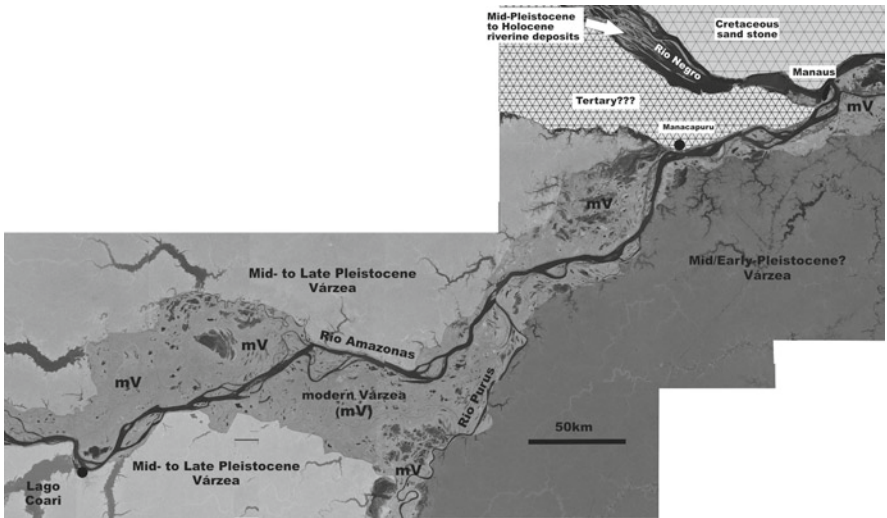 Mid-Pleistocene
to Holocene
riverine deposits
Cretaceous
sand stone
Rio Negro
Manaus
Tertary???
mV
Manacapuru
mV
Mid/Early-Pleistocene?
Várzea
Mid- to Late Pleistocene
Várzea
Río Amazonas
mV
mV
modern Várzea
(mV)
Rio Purus
50km
Mid- to Late Pleistocene
Várzea
mV
Lago
Coari